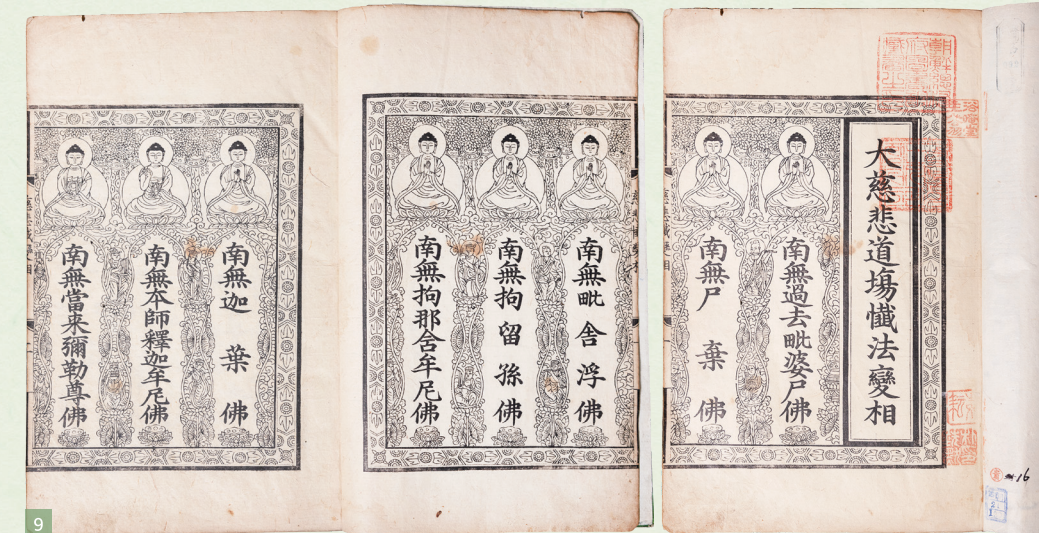 大慈悲道塲懺法變相
南無過去毗婆尸佛
南無尸棄佛
南無毗舍浮佛
南無拘留孫佛
南無拘那含牟尼佛
南無迦葉佛
南無本師釋迦牟尼佛
南無當来彌勒尊佛
16
9